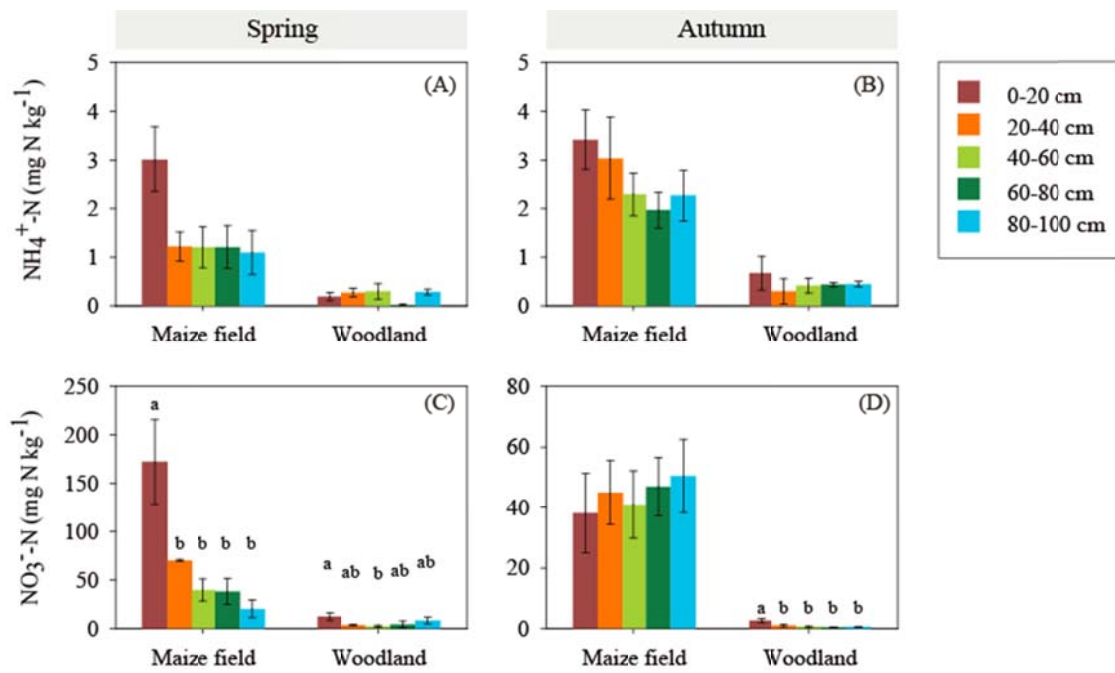 Spring
Autumn
NH₄⁺-N (mg N kg⁻¹)
5
4
3
2
1
0
(A)
Maize field
Woodland
5
4
3
2
1
0
(B)
Maize field
Woodland
0-20 cm
20-40 cm
40-60 cm
60-80 cm
80-100 cm
NO₃⁻-N (mg N kg⁻¹)
250
200
150
100
50
0
(C)
a
b b b b
a ab b ab ab
Maize field
Woodland
80
60
40
20
0
(D)
a b b b b
Maize field
Woodland